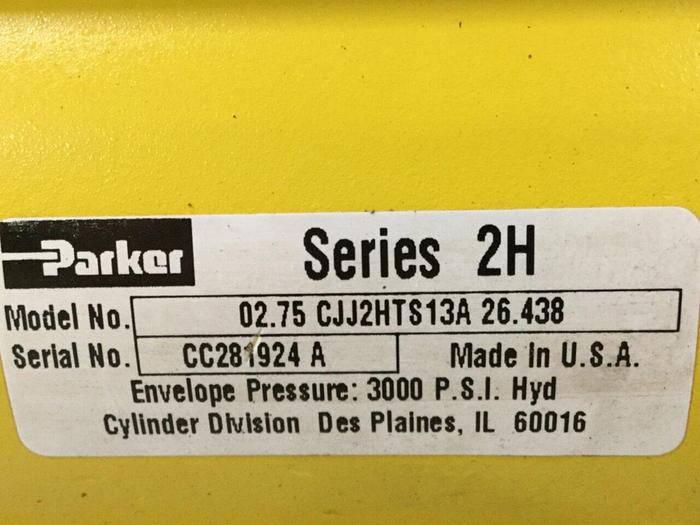 Parker Series 2H
Model No. 02.75 CJJ2HTS13A 26.438
Serial No. CC281924 A Made in U.S.A.
Envelope Pressure: 3000 P.S.I. Hyd
Cylinder Division Des Plaines, IL 60016